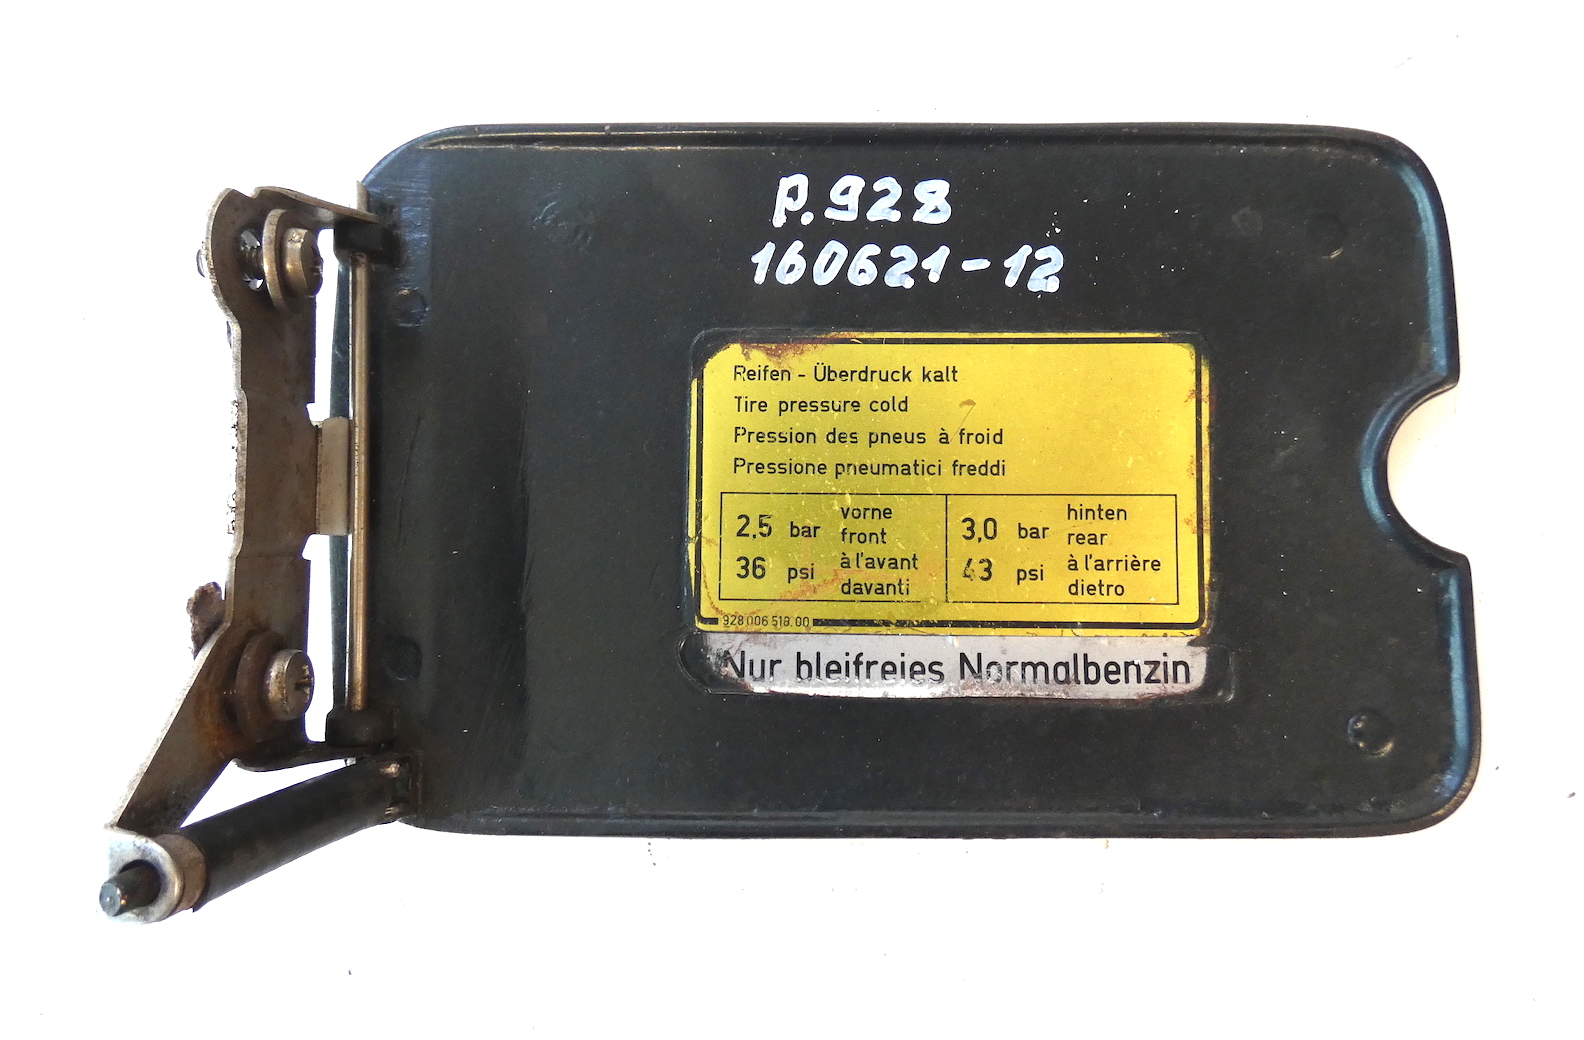 P.928
160621-12
Reifen - Überdruck kalt
Tire pressure cold
Pression des pneus à froid
Pressione pneumatici freddi
2,5 bar vorne front
36 psi à l'avant davanti
3,0 bar hinten rear
43 psi à l'arrière dietro
928 006 518.00
Nur bleifreies Normalbenzin